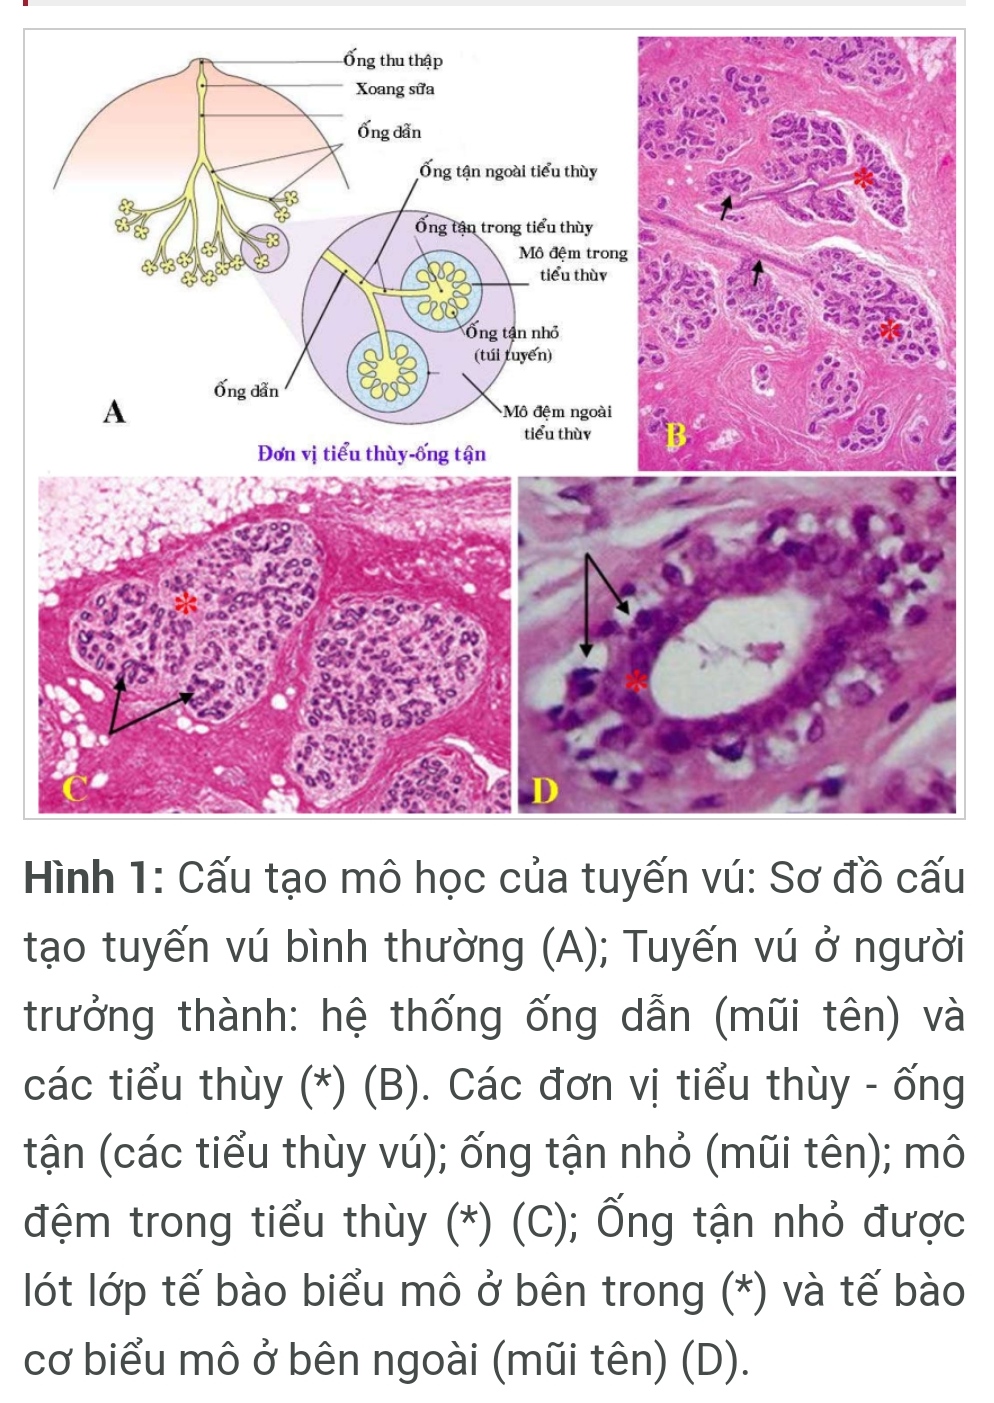 Ống thu thập
Xoang sữa
Ống dẫn
Ống tận ngoài tiểu thùy
Ống tận trong tiểu thùy
Mô đệm trong
tiểu thùy
Ống tận nhỏ
(túi tuyến)
Ống dẫn
Mô đệm ngoài
tiểu thùy
A
Đơn vị tiểu thùy-ống tận
B
C
D
Hình 1: Cấu tạo mô học của tuyến vú: Sơ đồ cấu
tạo tuyến vú bình thường (A); Tuyến vú ở người
trưởng thành: hệ thống ống dẫn (mũi tên) và
các tiểu thùy (*) (B). Các đơn vị tiểu thùy - ống
tận (các tiểu thùy vú); ống tận nhỏ (mũi tên); mô
đệm trong tiểu thùy (*) (C); Ống tận nhỏ được
lót lớp tế bào biểu mô ở bên trong (*) và tế bào
cơ biểu mô ở bên ngoài (mũi tên) (D).